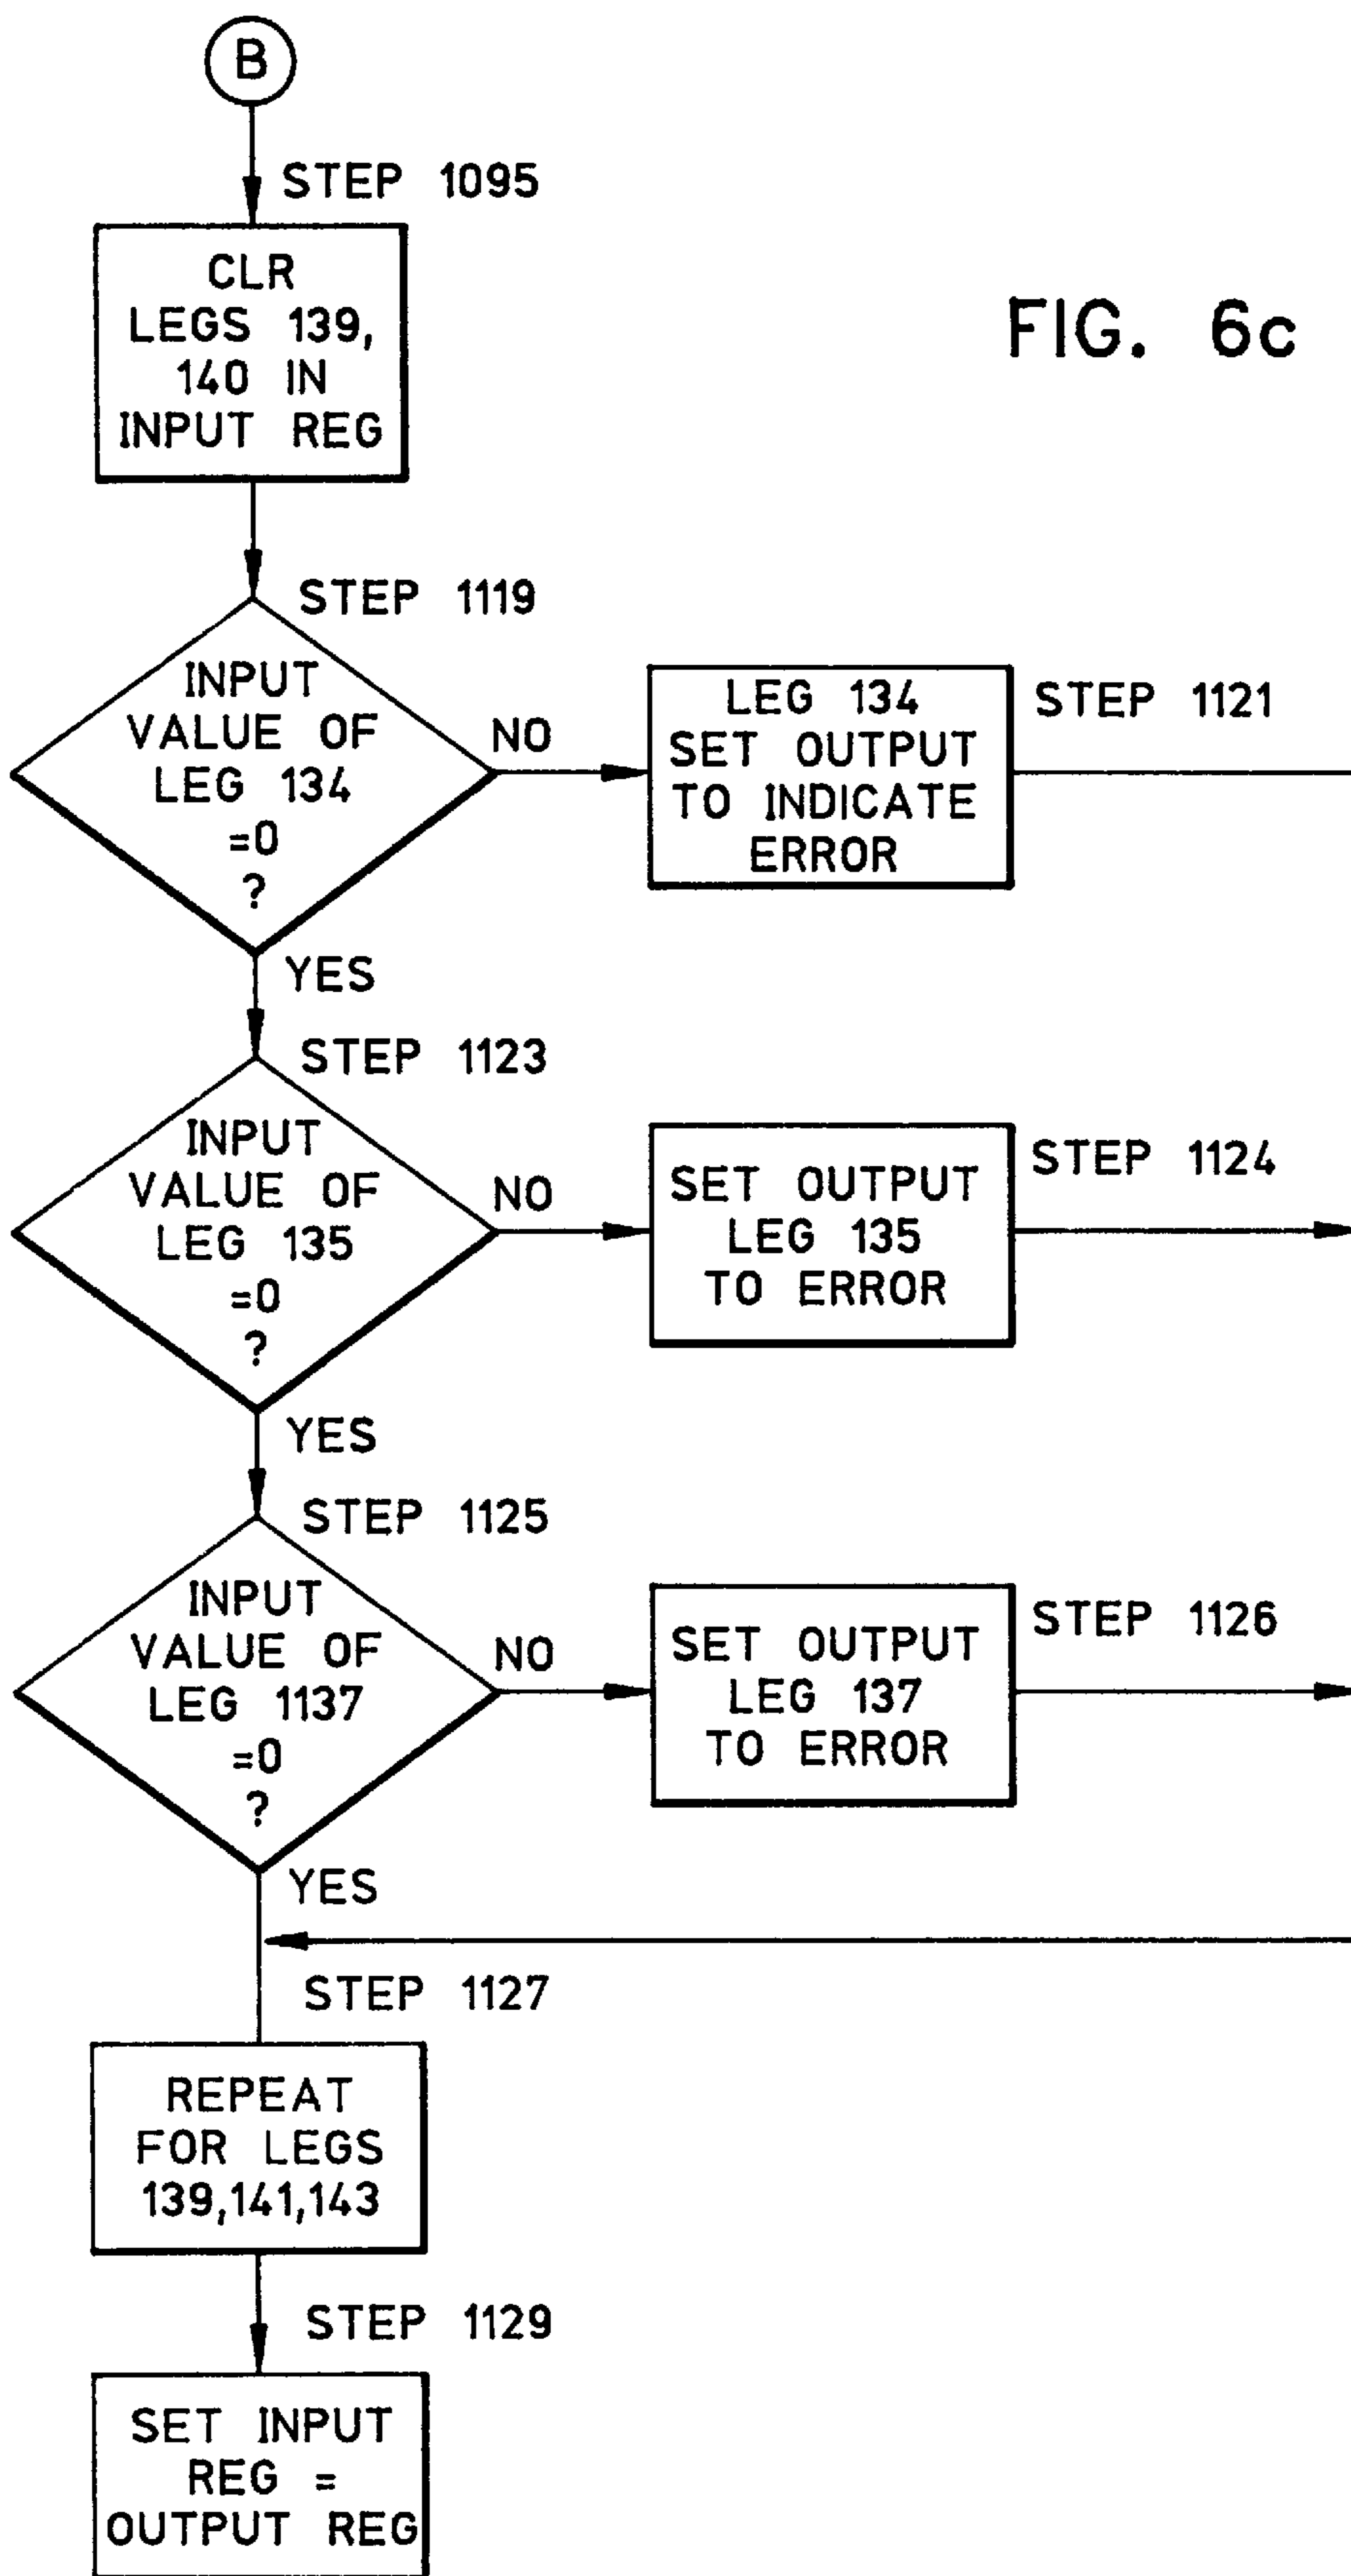 B
STEP 1095
CLR
LEGS 139,
140 IN
INPUT REG
FIG. 6c
STEP 1119
INPUT
VALUE OF
LEG 134
=0
?
NO
LEG 134
SET OUTPUT
TO INDICATE
ERROR
STEP 1121
YES
STEP 1123
INPUT
VALUE OF
LEG 135
=0
?
NO
SET OUTPUT
LEG 135
TO ERROR
STEP 1124
YES
STEP 1125
INPUT
VALUE OF
LEG 1137
=0
?
NO
SET OUTPUT
LEG 137
TO ERROR
STEP 1126
YES
STEP 1127
REPEAT
FOR LEGS
139,141,143
STEP 1129
SET INPUT
REG =
OUTPUT REG